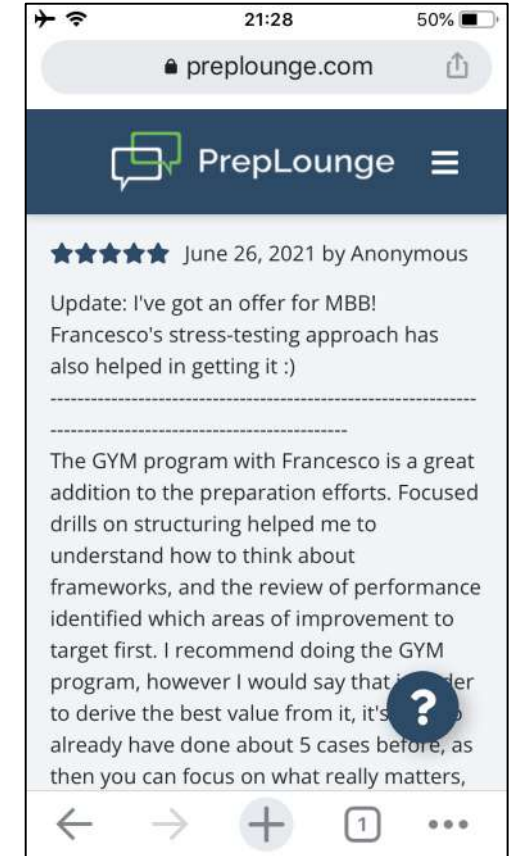 21:28
50%
preplounge.com
PrepLounge
June 26, 2021 by Anonymous
Update: I've got an offer for MBB!
Francesco's stress-testing approach has
also helped in getting it :)
---------------------------------------------------------------
--------------------------------------------
The GYM program with Francesco is a great
addition to the preparation efforts. Focused
drills on structuring helped me to
understand how to think about
frameworks, and the review of performance
identified which areas of improvement to
target first. I recommend doing the GYM
program, however I would say that
?
to derive the best value from it, it's
already have done about 5 cases before, as
then you can focus on what really matters,
1